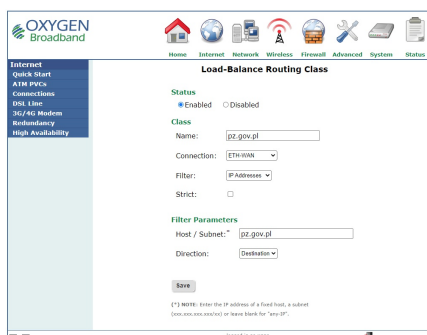 OXYGEN
Broadband
Home Internet Network Wireless Firewall Advanced System Status
Internet
Quick Start
ATM PVCs
Connections
DSL Line
3G/4G Modem
Redundancy
High Availability
Load-Balance Routing Class
Status
Enabled Disabled
Class
Name: pz.gov.pl
Connection: ETH-WAN
Filter: IP Addresses
Strict:
Filter Parameters
Host / Subnet:* pz.gov.pl
Direction: Destination
Save
(*) NOTE: Enter the IP address of a fixed host, a subnet
(xxx.xxx.xxx.xxx/xx) or leave blank for "any-IP".